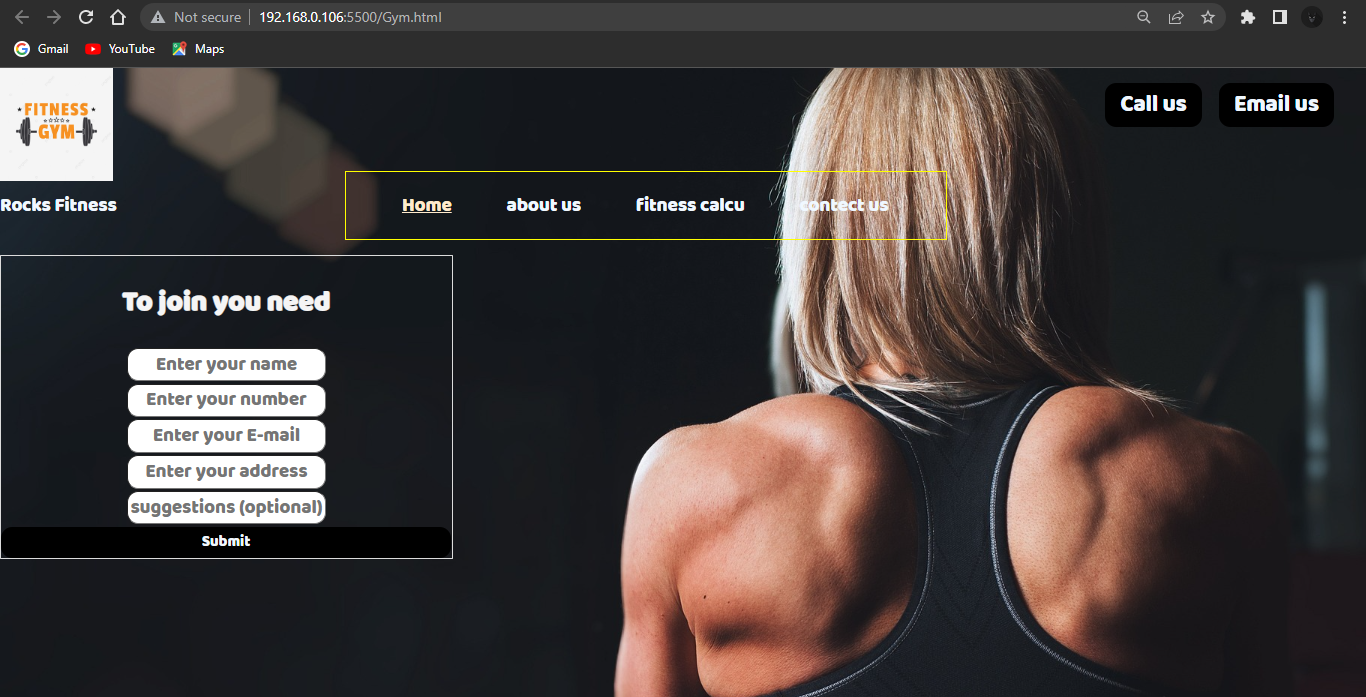 Not secure 192.168.0.106:5500/Gym.html
Gmail YouTube Maps
FITNESS
GYM
Call us Email us
Rocks Fitness
Home about us fitness calcu contect us
To join you need
Enter your name
Enter your number
Enter your E-mail
Enter your address
suggestions (optional)
Submit